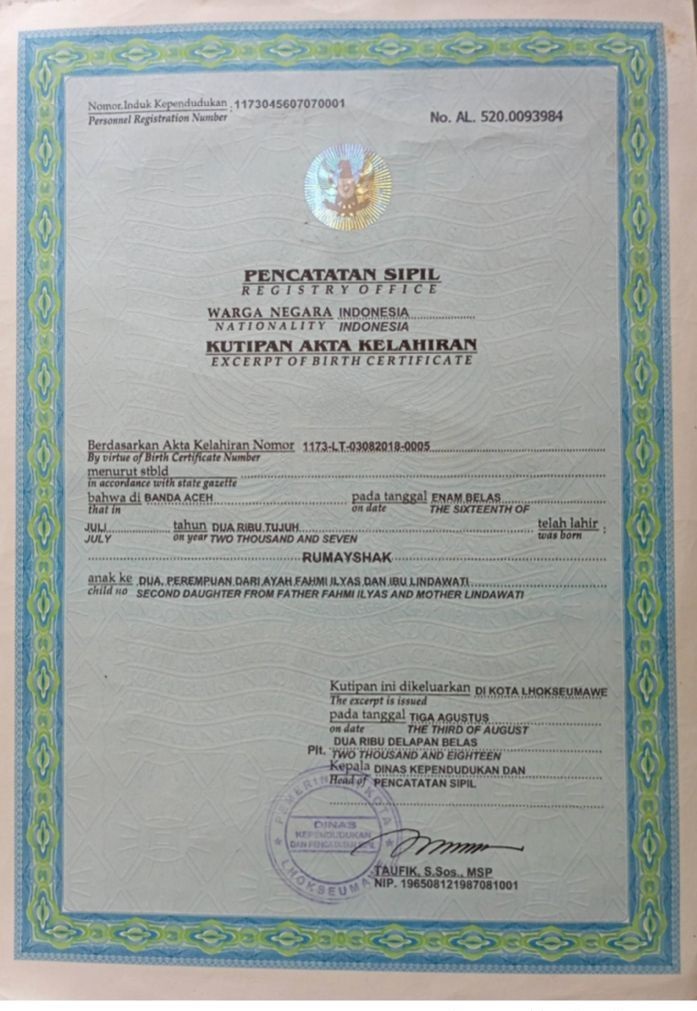 Nomor Induk Kependudukan : 1173045607070001
Personnel Registration Number
No. AL. 520.0093984
PENCATATAN SIPIL
REGISTRY OFFICE
WARGA NEGARA INDONESIA
NATIONALITY INDONESIA
KUTIPAN AKTA KELAHIRAN
EXCERPT OF BIRTH CERTIFICATE
Berdasarkan Akta Kelahiran Nomor 1173-LT-03082018-0005
By virtue of Birth Certificate Number
menurut stbld
in accordance with state gazette
bahwa di BANDA ACEH pada tanggal ENAM BELAS
that in on date THE SIXTEENTH OF
JULI tahun DUA RIBU TUJUH telah lahir :
JULY on year TWO THOUSAND AND SEVEN was born
RUMAYSHAK
anak ke DUA, PEREMPUAN DARI AYAH FAHMI ILYAS DAN IBU LINDAWATI
child no SECOND DAUGHTER FROM FATHER FAHMI ILYAS AND MOTHER LINDAWATI
Kutipan ini dikeluarkan DI KOTA LHOKSEUMAWE
The excerpt is issued
pada tanggal TIGA AGUSTUS
on date THE THIRD OF AUGUST
DUA RIBU DELAPAN BELAS
Plt. TWO THOUSAND AND EIGHTEEN
Kepala DINAS KEPENDUDUKAN DAN
Head of PENCATATAN SIPIL
PEMERINTAH KOTA
DINAS
KEPENDUDUKAN
DAN PENCATATAN SIPIL
LHOKSEUMAWE
TAUFIK, S.Sos., MSP
NIP. 196508121987081001